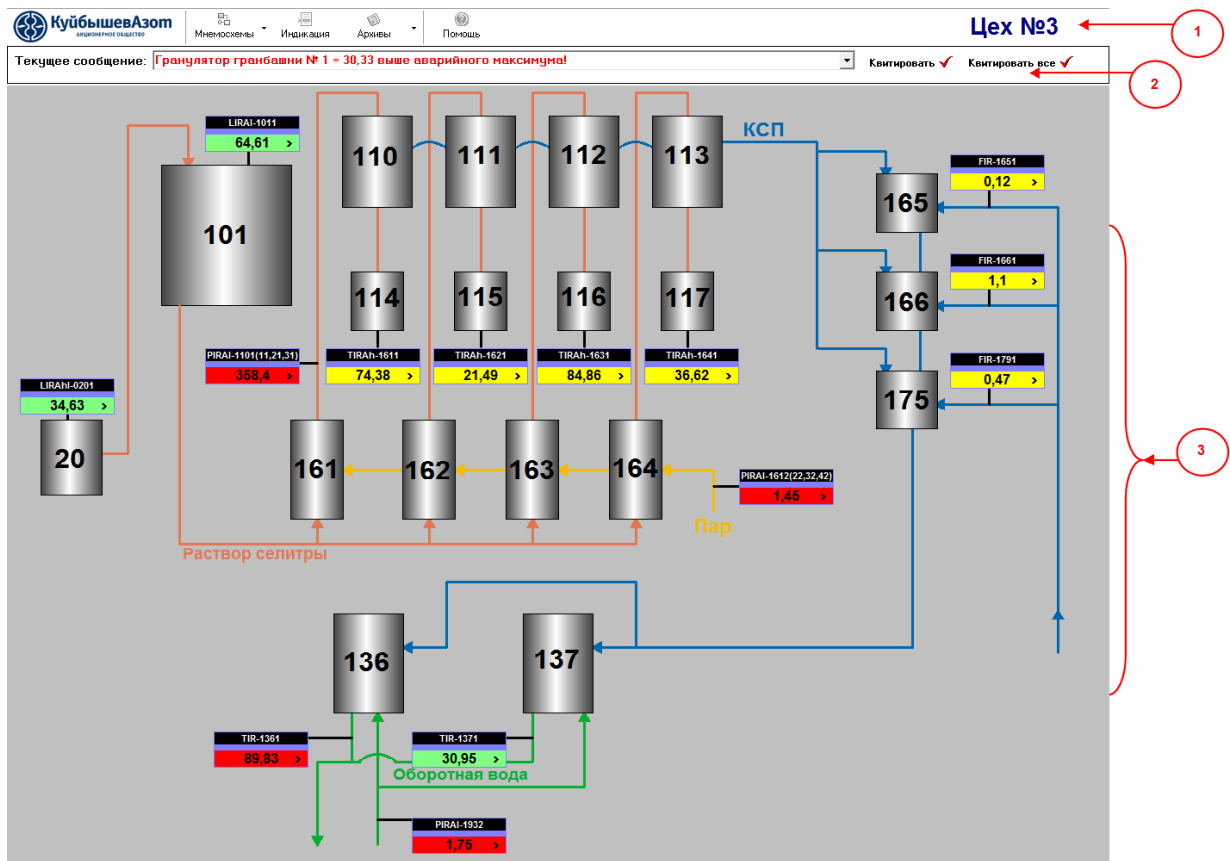 КуйбышевАзот
АКЦИОНЕРНОЕ ОБЩЕСТВО
Мнемосхемы
Индикация
Архивы
Помощь
Цех №3
1
Текущее сообщение: Гранулятор гранбашни № 1 = 30,33 выше аварийного максимума!
Квитировать
Квитировать все
2
LIRAI-1011
64,61 >
101
110
111
112
113
КСП
165
FIR-1651
0,12 >
166
FIR-1661
1,1 >
114
115
116
117
PIRAI-1101(11,21,31)
358,4 >
TIRAh-1611
74,38 >
TIRAh-1621
21,49 >
TIRAh-1631
84,86 >
TIRAh-1641
36,62 >
175
FIR-1791
0,47 >
LIRAhl-0201
34,63 >
20
161
162
163
164
PIRAI-1612(22,32,42)
1,45 >
Пар
3
Раствор селитры
136
137
TIR-1361
89,83 >
TIR-1371
30,95 >
Оборотная вода
PIRAI-1932
1,75 >